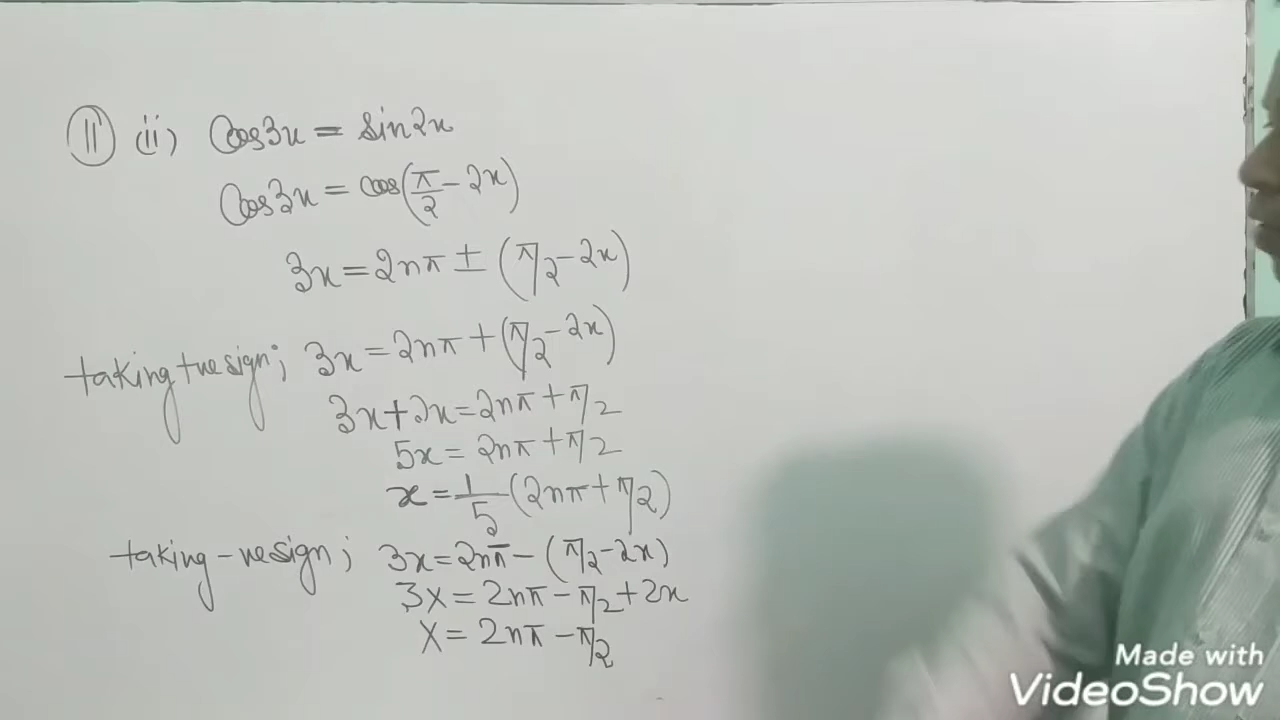 11 (ii) Cos3x = sin2x
Cos3x = cos(π/2 - 2x)
3x = 2nπ ± (π/2 - 2x)
taking +ve sign; 3x = 2nπ + (π/2 - 2x)
3x + 2x = 2nπ + π/2
5x = 2nπ + π/2
x = 1/5 (2nπ + π/2)
taking -ve sign; 3x = 2nπ - (π/2 - 2x)
3x = 2nπ - π/2 + 2x
x = 2nπ - π/2
Made with
VideoShow